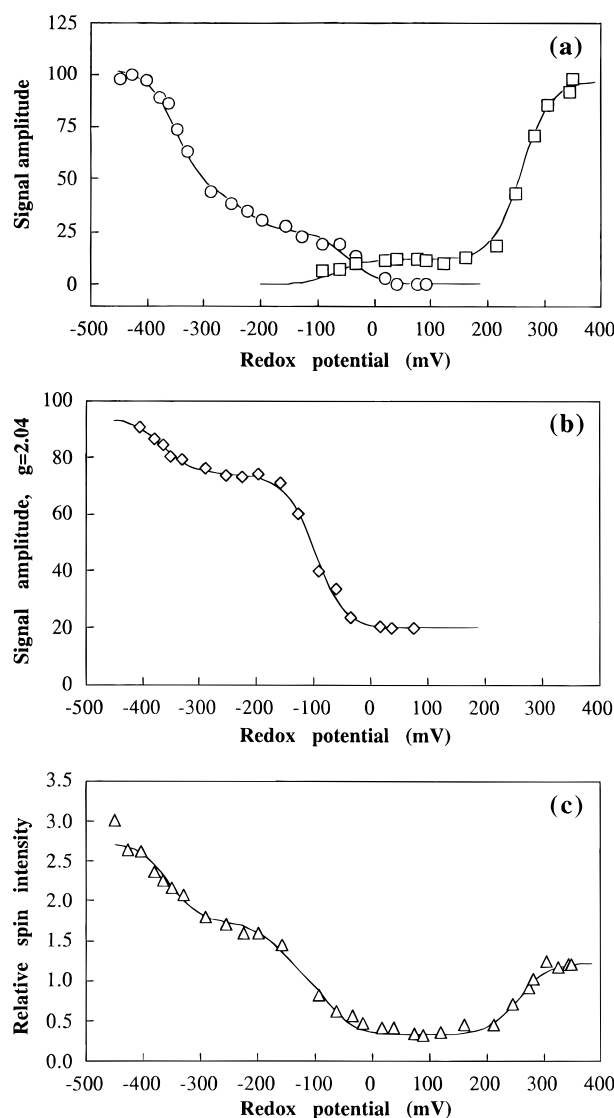 125
(a)
100
75
50
25
0
Signal amplitude
-500 -400 -300 -200 -100 0 100 200 300 400
Redox potential (mV)
100
(b)
80
60
40
20
0
Signal amplitude, g=2.04
-500 -400 -300 -200 -100 0 100 200 300 400
Redox potential (mV)
3.5
(c)
3.0
2.5
2.0
1.5
1.0
0.5
0.0
Relative spin intensity
-500 -400 -300 -200 -100 0 100 200 300 400
Redox potential (mV)